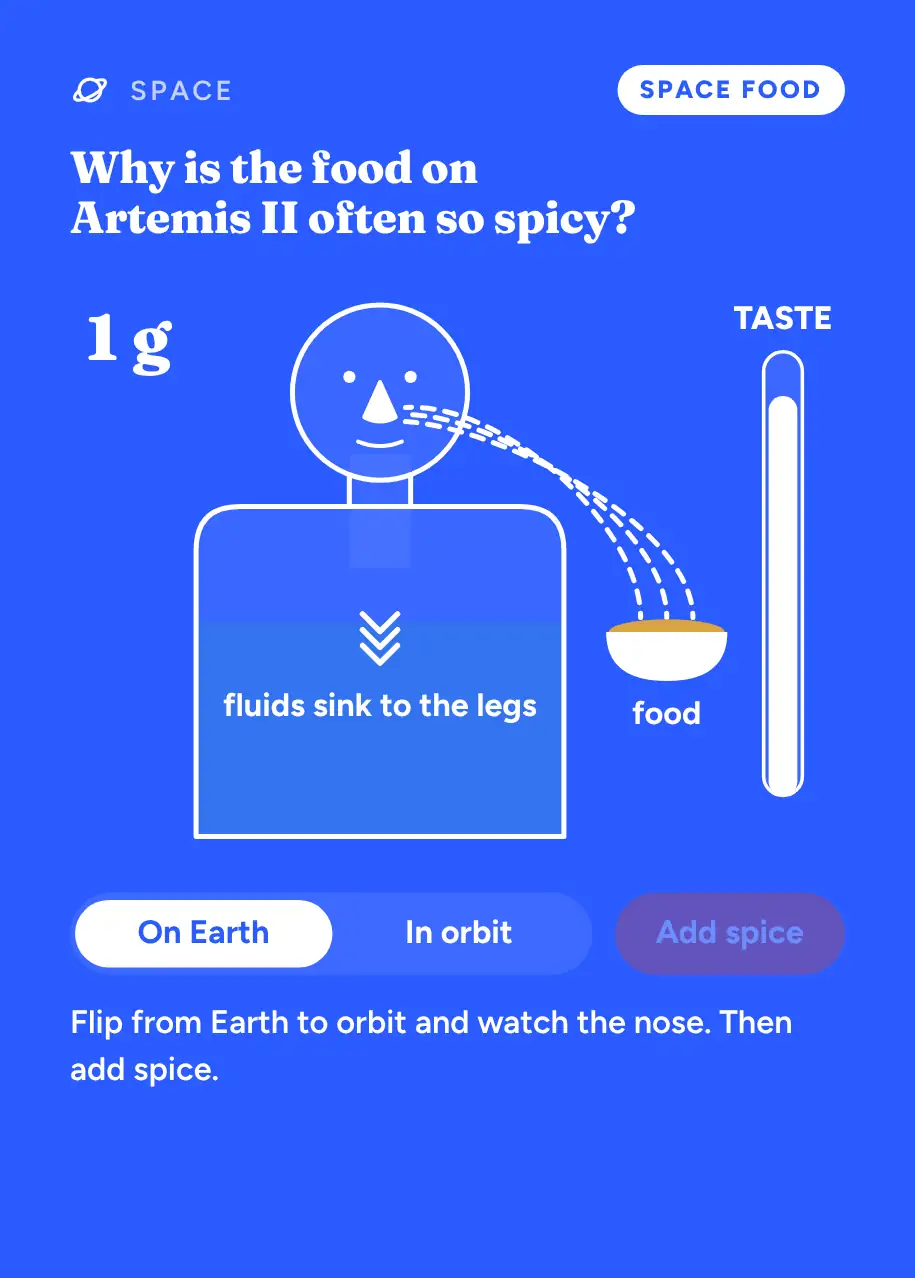 SPACE
SPACE FOOD
Why is the food on
Artemis II often so spicy?
1 g
TASTE
fluids sink to the legs
food
On Earth
In orbit
Add spice
Flip from Earth to orbit and watch the nose. Then
add spice.